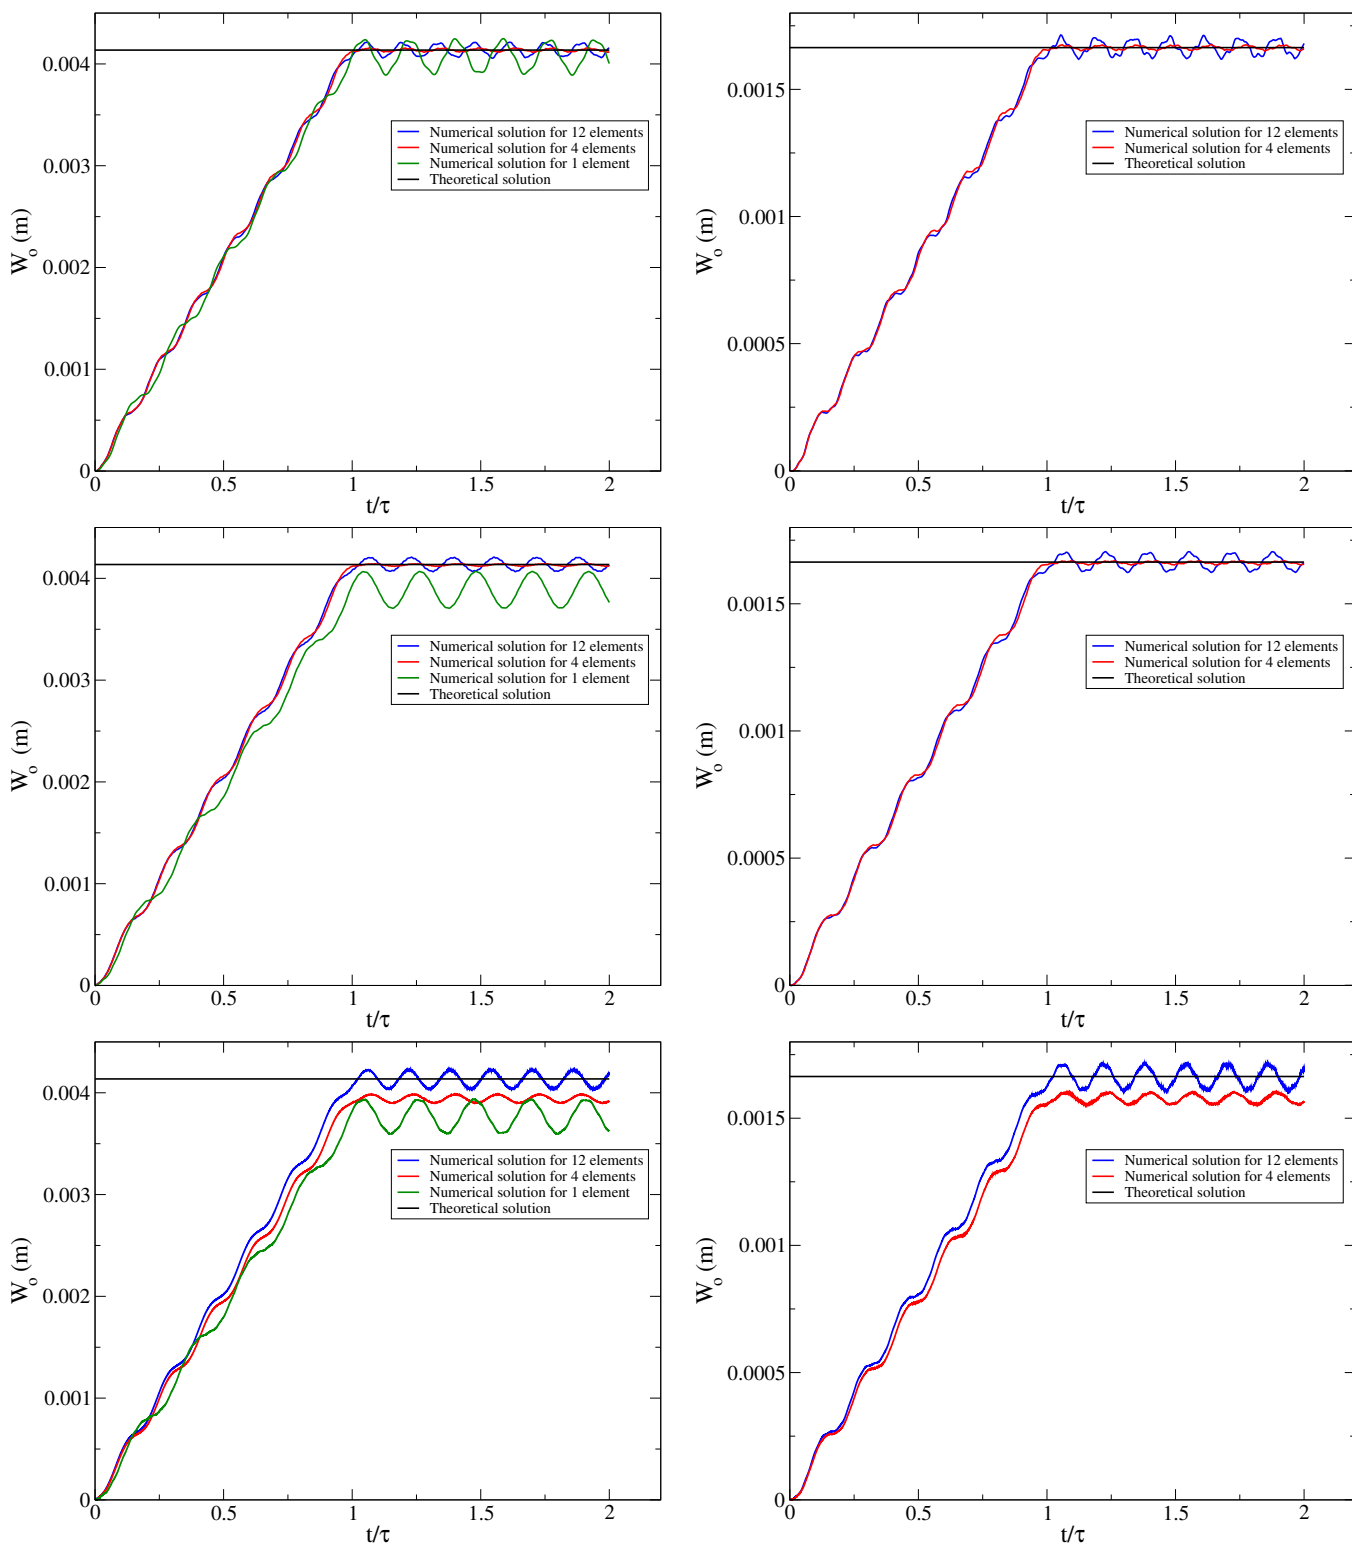 0.004
0.003
0.002
0.001
0
W_o (m)
0
0.5
1
1.5
2
t/τ
Numerical solution for 12 elements
Numerical solution for 4 elements
Numerical solution for 1 element
Theoretical solution
0.0015
0.001
0.0005
0
W_o (m)
0
0.5
1
1.5
2
t/τ
Numerical solution for 12 elements
Numerical solution for 4 elements
Theoretical solution
0.004
0.003
0.002
0.001
0
W_o (m)
0
0.5
1
1.5
2
t/τ
Numerical solution for 12 elements
Numerical solution for 4 elements
Numerical solution for 1 element
Theoretical solution
0.0015
0.001
0.0005
0
W_o (m)
0
0.5
1
1.5
2
t/τ
Numerical solution for 12 elements
Numerical solution for 4 elements
Theoretical solution
0.004
0.003
0.002
0.001
0
W_o (m)
0
0.5
1
1.5
2
t/τ
Numerical solution for 12 elements
Numerical solution for 4 elements
Numerical solution for 1 element
Theoretical solution
0.0015
0.001
0.0005
0
W_o (m)
0
0.5
1
1.5
2
t/τ
Numerical solution for 12 elements
Numerical solution for 4 elements
Theoretical solution